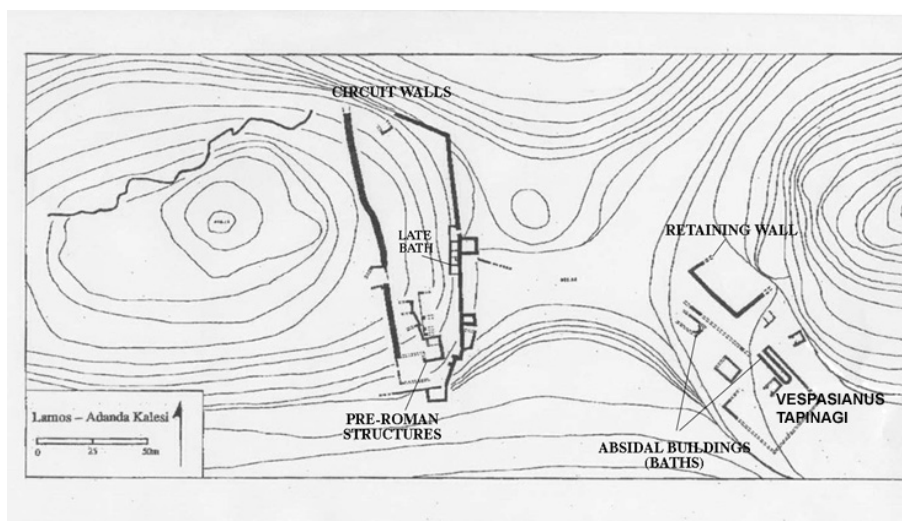 CIRCUIT WALLS
LATE
BATH
RETAINING WALL
PRE-ROMAN
STRUCTURES
ABSIDAL BUILDINGS
(BATHS)
VESPASIANUS
TAPINAGI
Lamos – Adanda Kalesi
0 25 50m